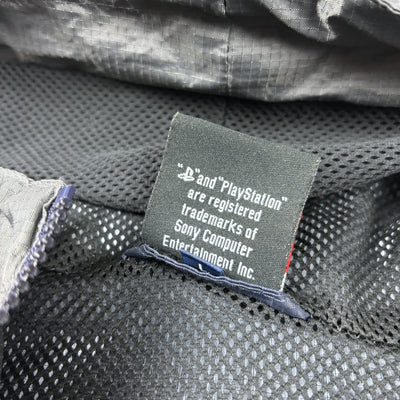 " " and "PlayStation"
are registered
trademarks of
Sony Computer
Entertainment Inc.